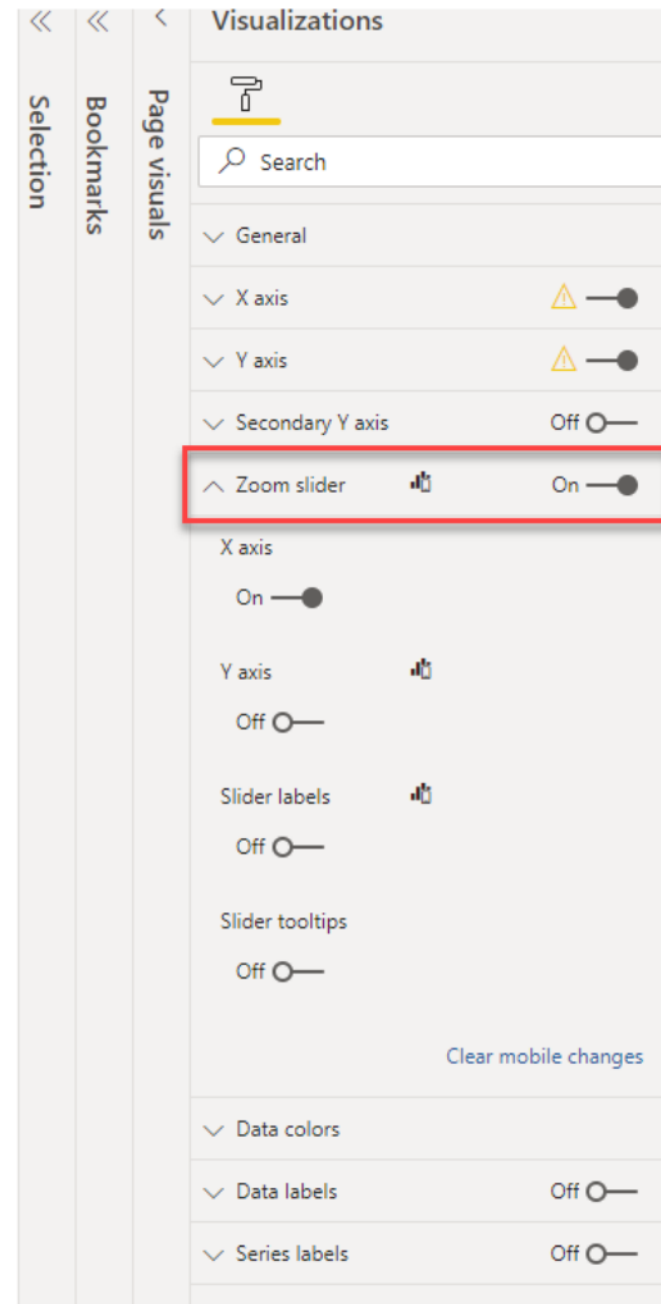 Selection
Bookmarks
Page visuals
Visualizations
Search
General
X axis
Y axis
Secondary Y axis Off
Zoom slider On
X axis
On
Y axis
Off
Slider labels
Off
Slider tooltips
Off
Clear mobile changes
Data colors
Data labels Off
Series labels Off